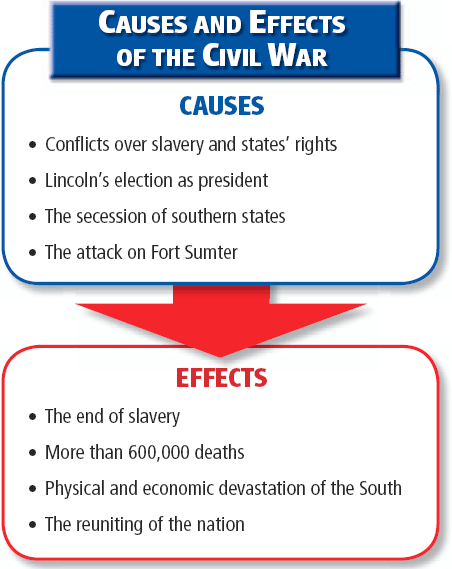 CAUSES AND EFFECTS
OF THE CIVIL WAR
CAUSES
• Conflicts over slavery and states’ rights
• Lincoln’s election as president
• The secession of southern states
• The attack on Fort Sumter
EFFECTS
• The end of slavery
• More than 600,000 deaths
• Physical and economic devastation of the South
• The reuniting of the nation